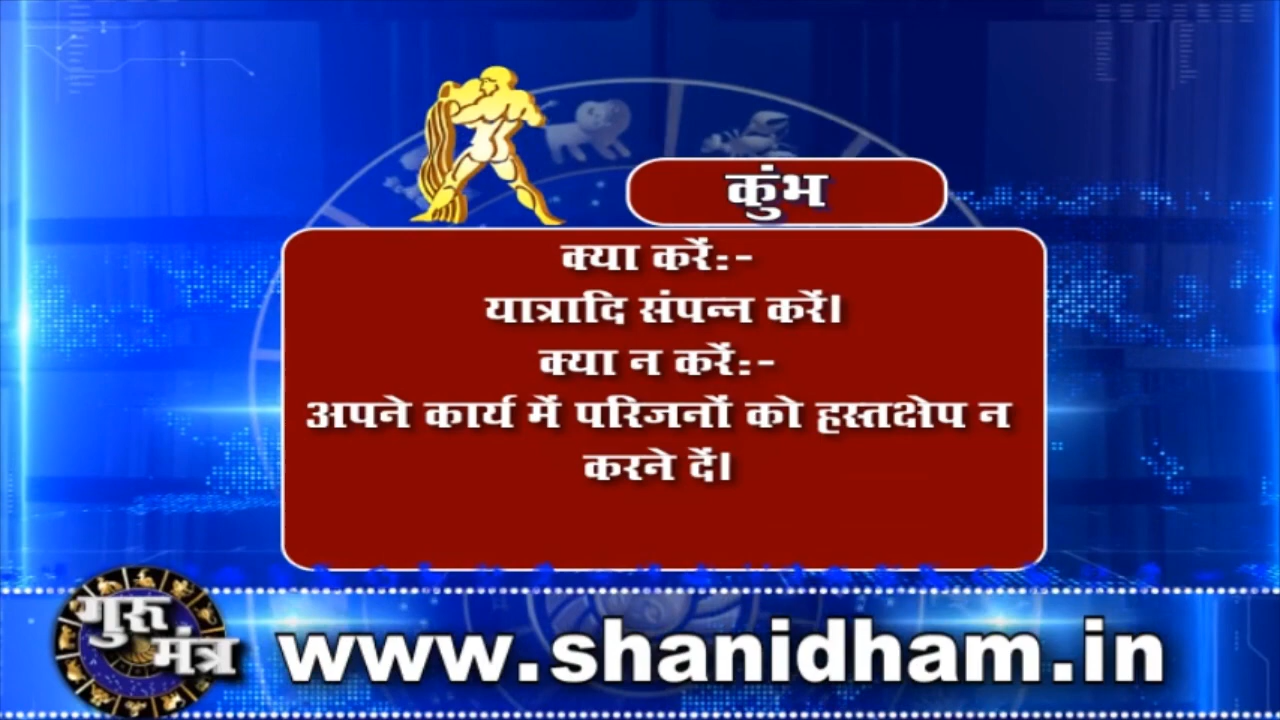 कुंभ
क्या करें:-
यात्रादि संपन्न करें।
क्या न करें:-
अपने कार्य में परिजनों को हस्तक्षेप न
करने दें।
गुरु
मंत्र
www.shanidham.in